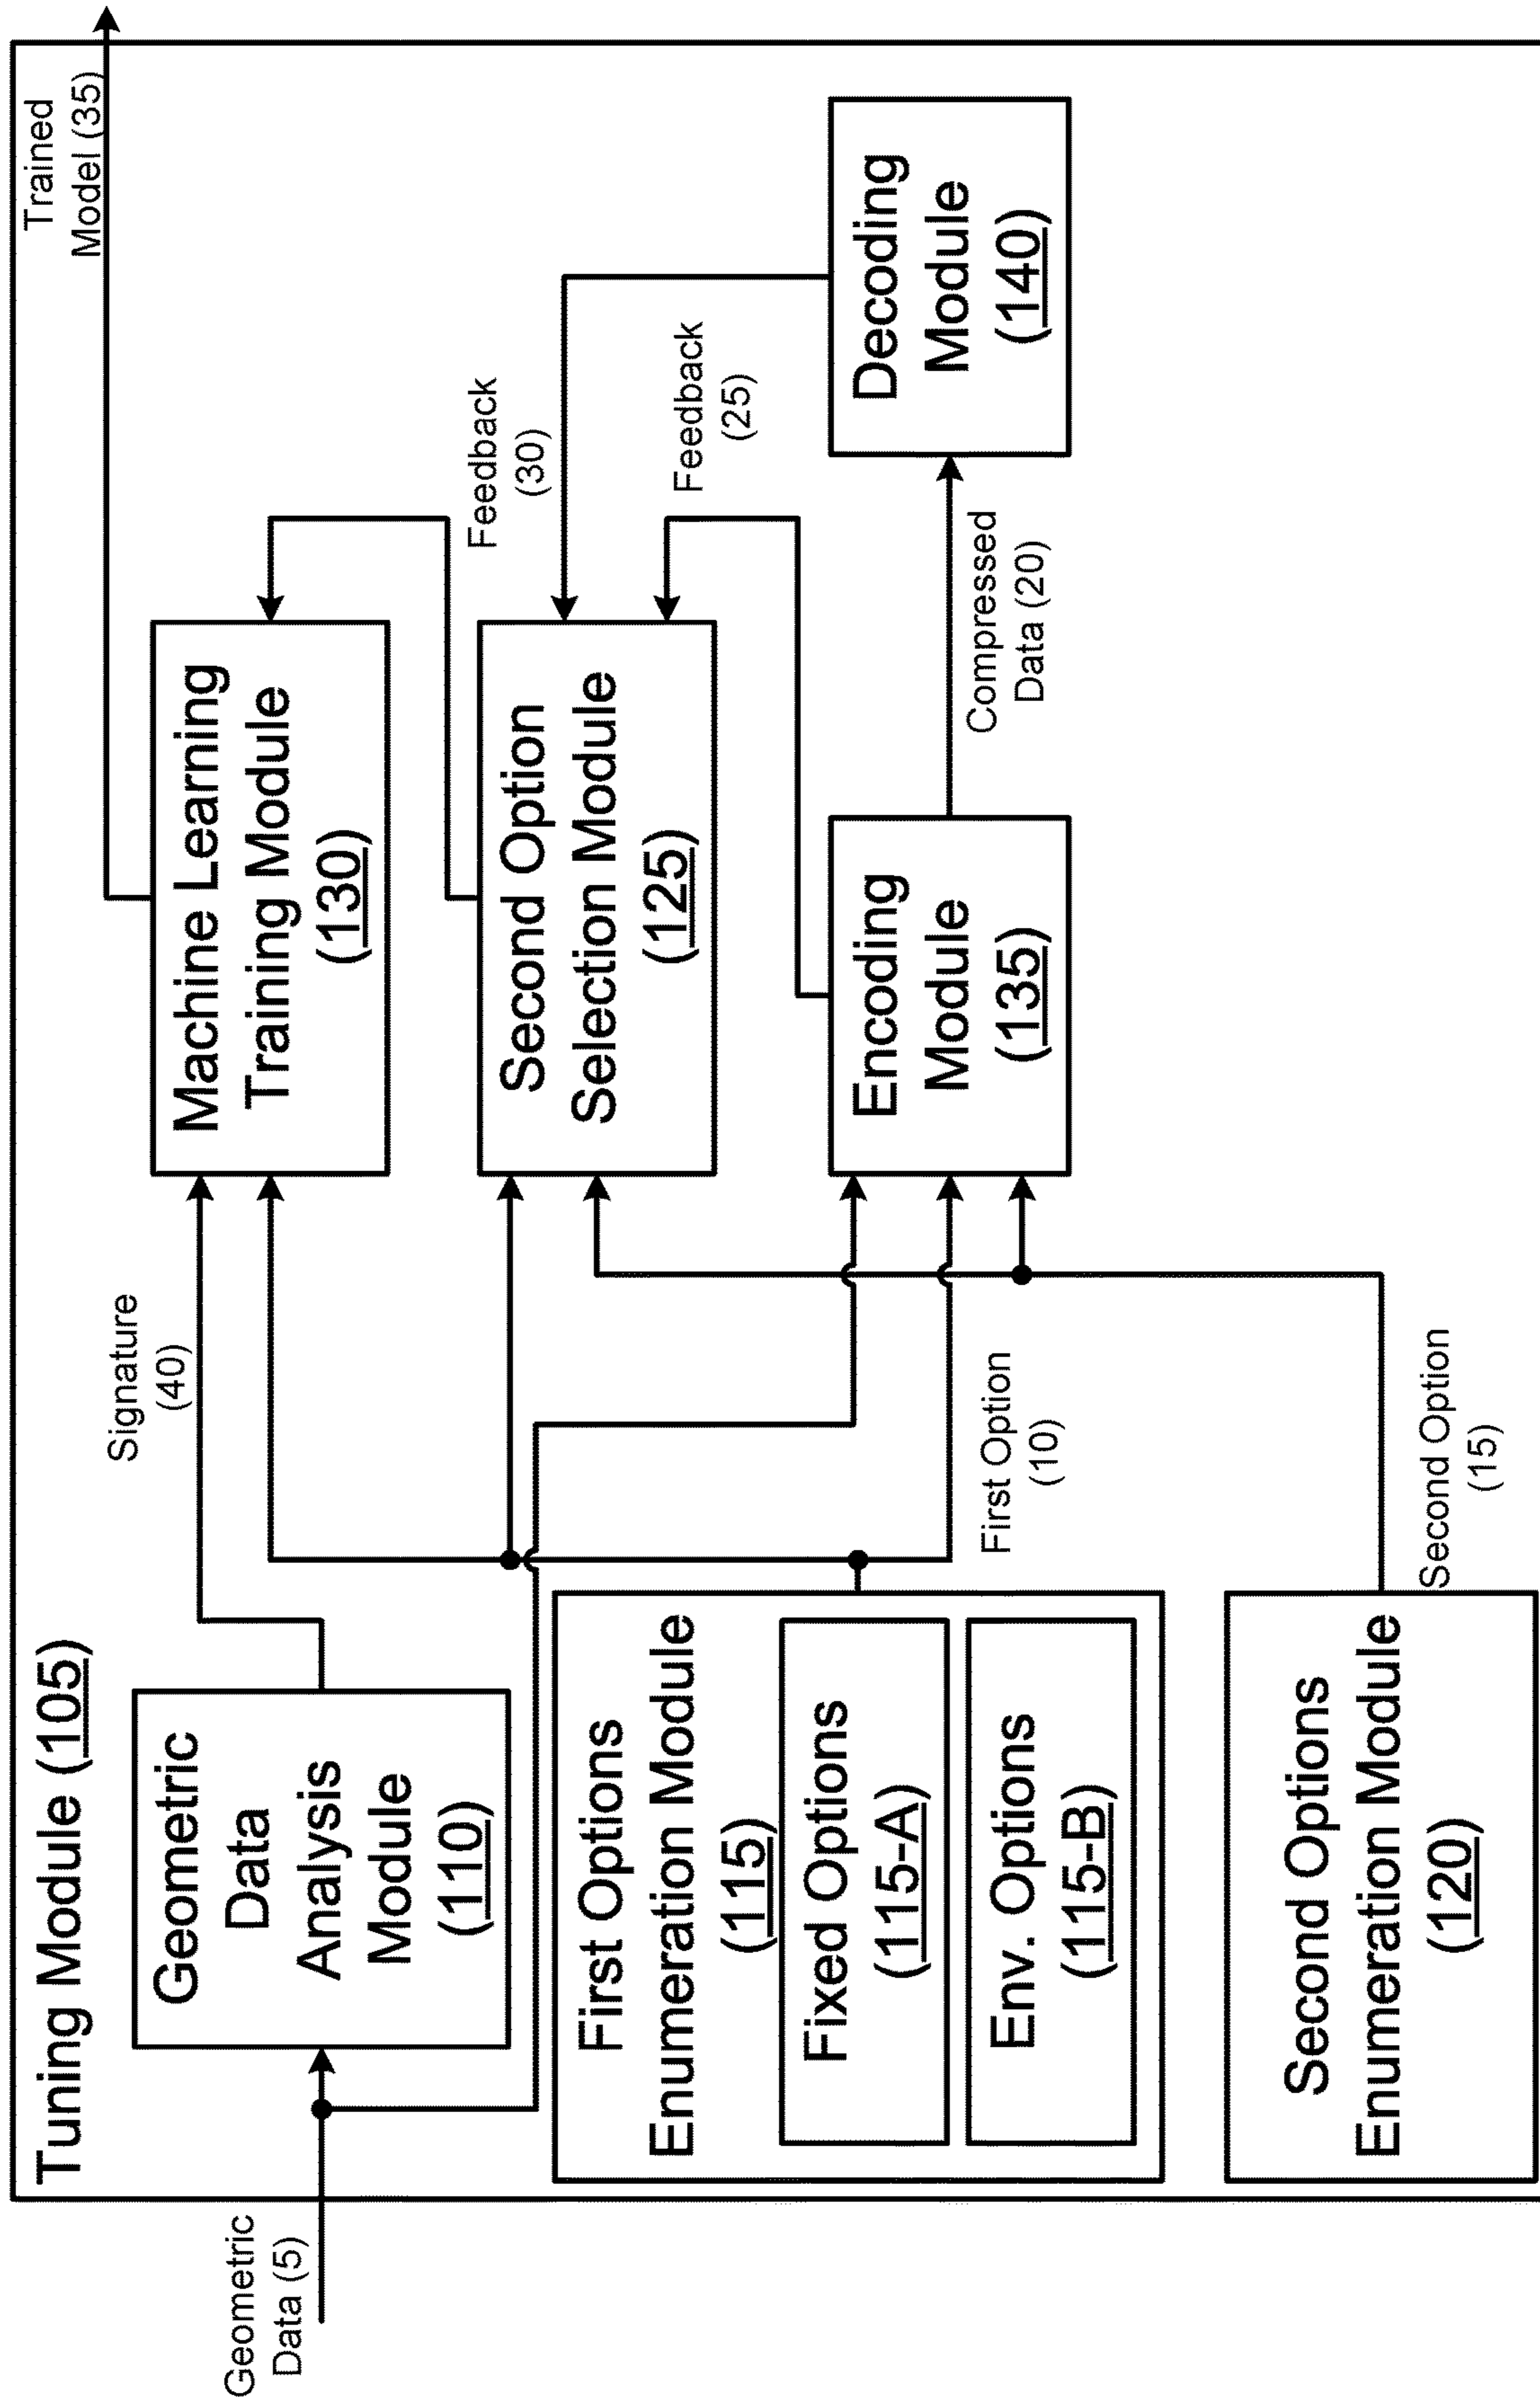 Tuning Module (105)
Geometric
Data (5)
Geometric
Data
Analysis
Module
(110)
First Options
Enumeration Module
(115)
Fixed Options
(115-A)
Env. Options
(115-B)
Second Options
Enumeration Module
(120)
Signature
(40)
First Option
(10)
Second Option
(15)
Machine Learning
Training Module
(130)
Second Option
Selection Module
(125)
Encoding
Module
(135)
Feedback
(30)
Feedback
(25)
Compressed
Data (20)
Decoding
Module
(140)
Trained
Model (35)